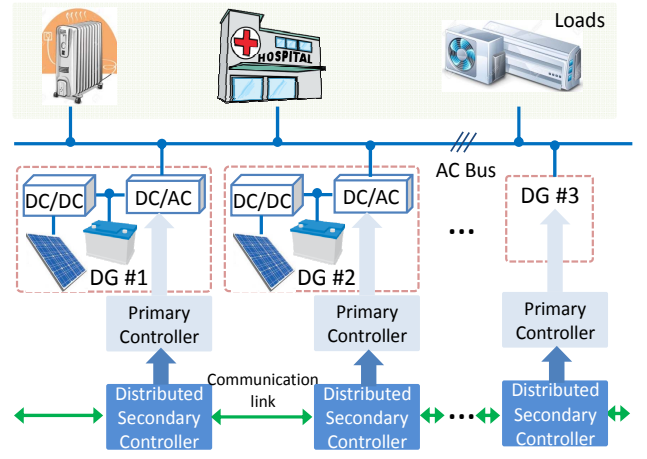 Loads
HOSPITAL
AC Bus
DC/DC
DC/AC
DG #1
DC/DC
DC/AC
DG #2
...
DG #3
Primary
Controller
Primary
Controller
Primary
Controller
Communication
link
Distributed
Secondary
Controller
Distributed
Secondary
Controller
...
Distributed
Secondary
Controller